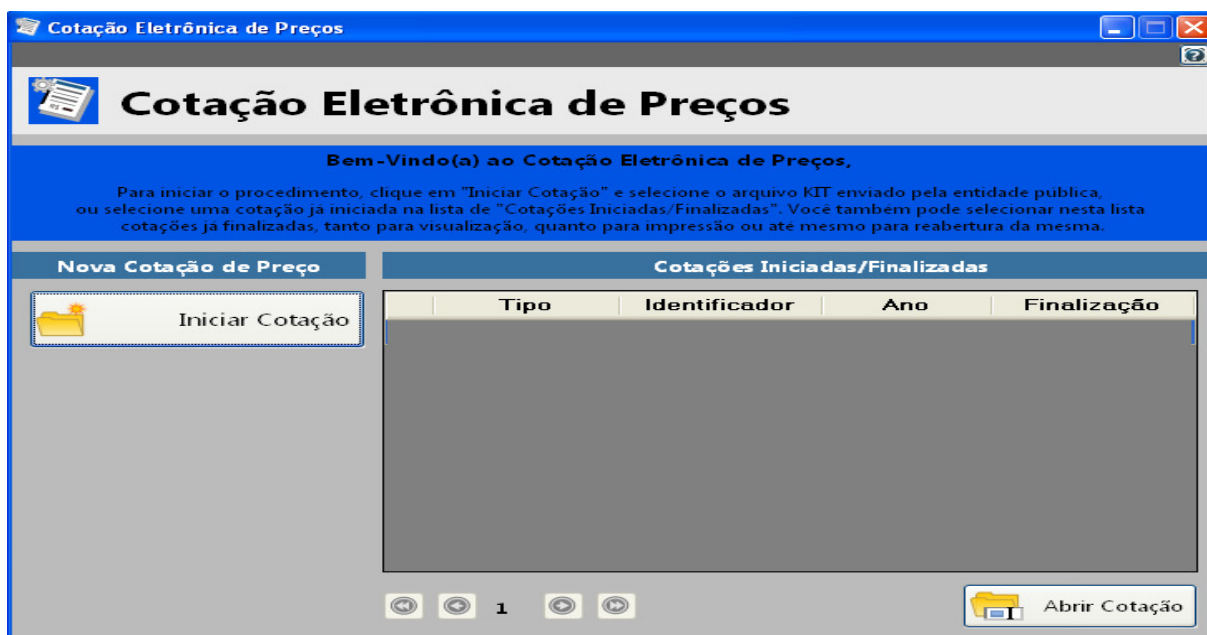 Cotação Eletrônica de Preços
Cotação Eletrônica de Preços
Bem-Vindo(a) ao Cotação Eletrônica de Preços,
Para iniciar o procedimento, clique em "Iniciar Cotação" e selecione o arquivo KIT enviado pela entidade pública,
ou selecione uma cotação já iniciada na lista de "Cotações Iniciadas/Finalizadas". Você também pode selecionar nesta lista
cotações já finalizadas, tanto para visualização, quanto para impressão ou até mesmo para reabertura da mesma.
Nova Cotação de Preço
Cotações Iniciadas/Finalizadas
Iniciar Cotação
Tipo Identificador Ano Finalização
1
Abrir Cotação